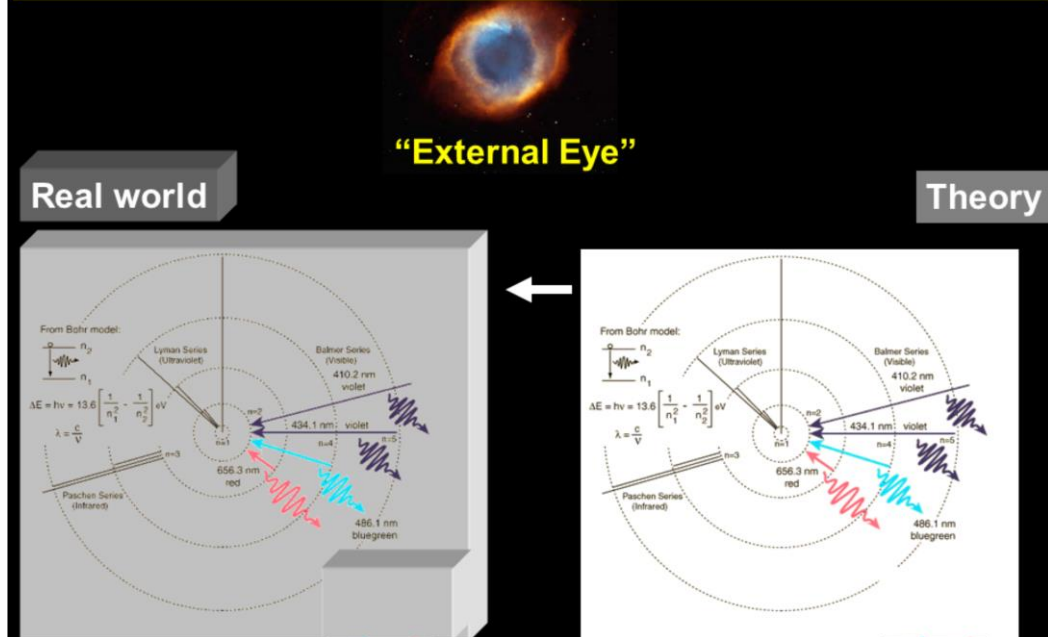 “External Eye”
Real world
Theory
From Bohr model:
n2
n1
ΔE = hν = 13.6 [ 1/n1² - 1/n2² ] eV
λ = c/ν
Lyman Series
(Ultraviolet)
Balmer Series
(Visible)
410.2 nm
violet
n=2
434.1 nm violet
n=1
n=4
n=5
n=3
656.3 nm
red
Paschen Series
(Infrared)
486.1 nm
bluegreen
From Bohr model:
n2
n1
ΔE = hν = 13.6 [ 1/n1² - 1/n2² ] eV
λ = c/ν
Lyman Series
(Ultraviolet)
Balmer Series
(Visible)
410.2 nm
violet
n=2
434.1 nm violet
n=1
n=4
n=5
n=3
656.3 nm
red
Paschen Series
(Infrared)
486.1 nm
bluegreen